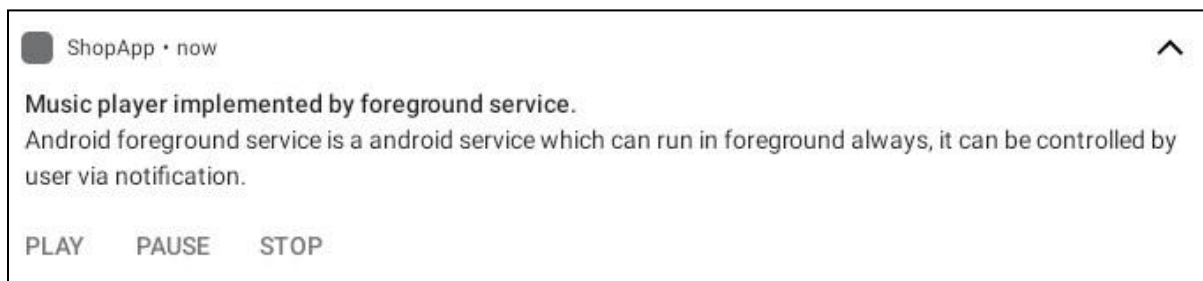 ShopApp • now
Music player implemented by foreground service.
Android foreground service is a android service which can run in foreground always, it can be controlled by
user via notification.
PLAY PAUSE STOP